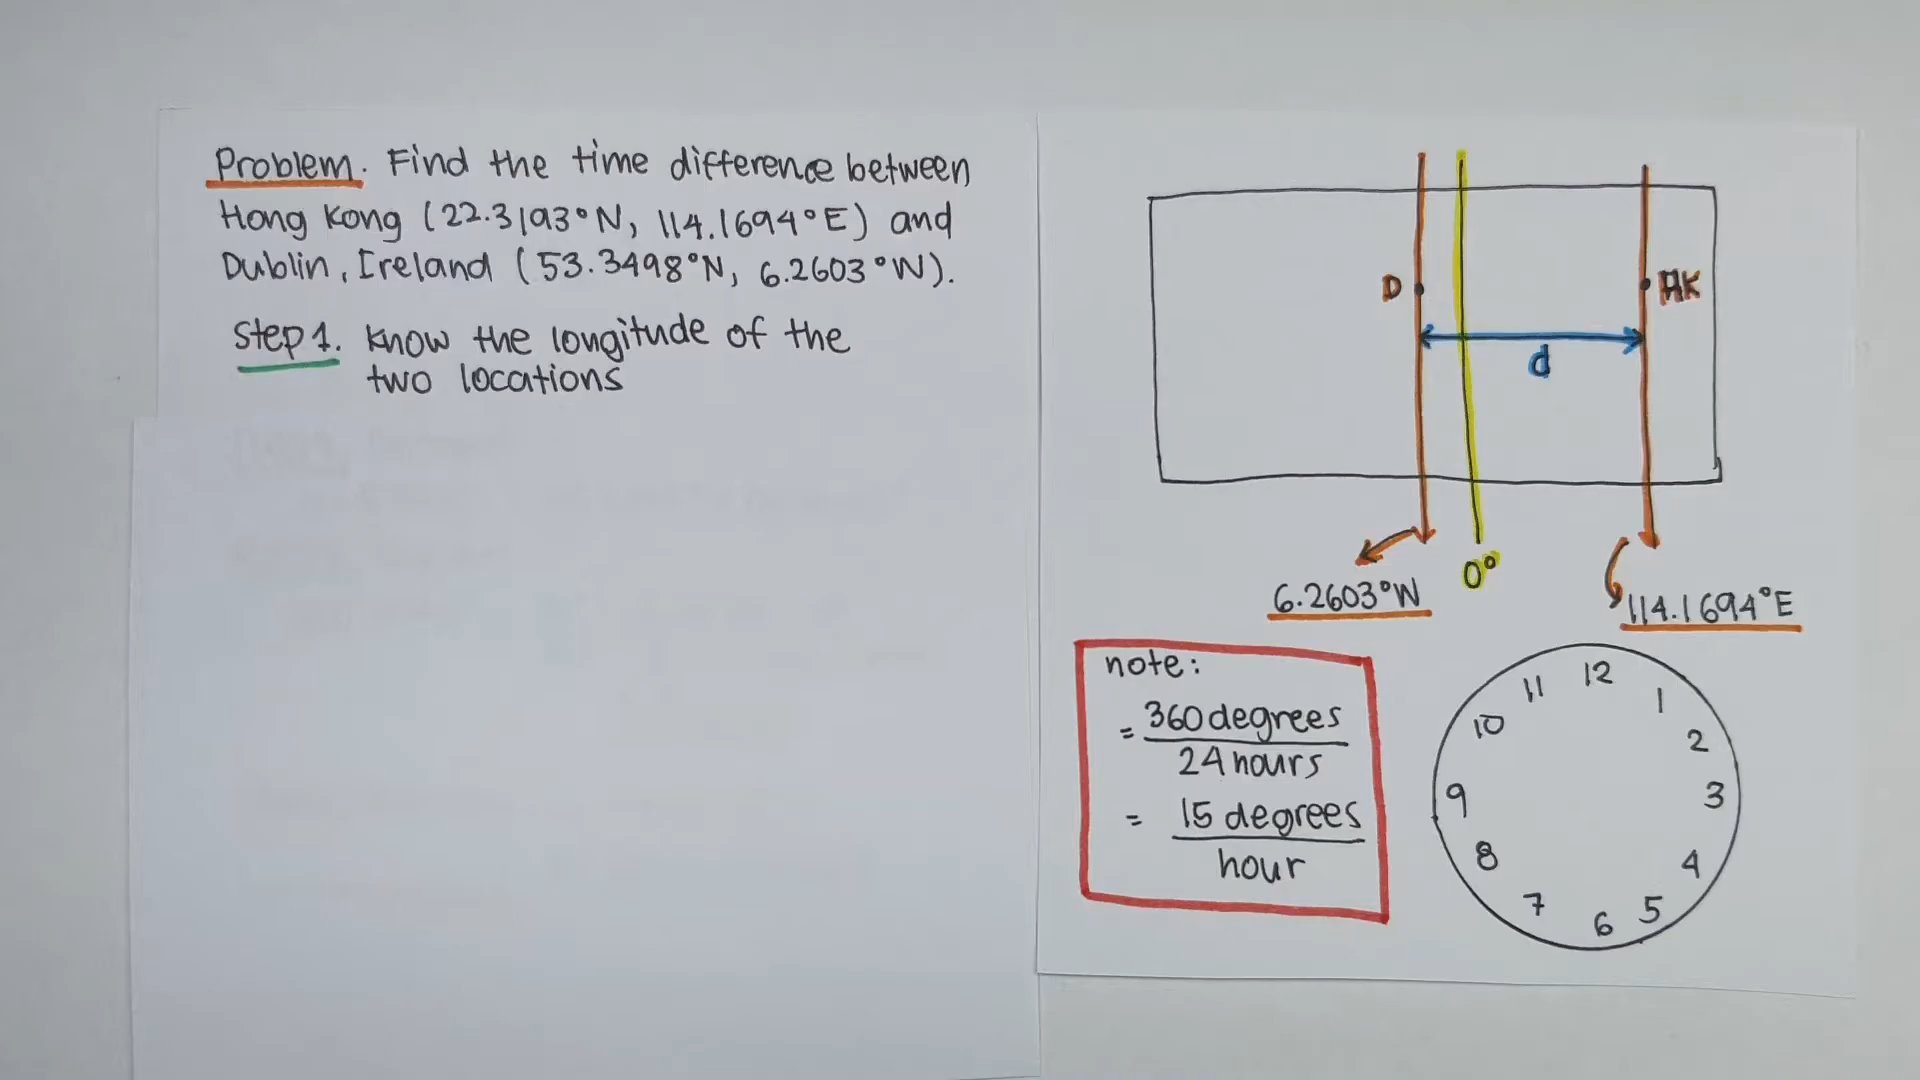 Problem. Find the time difference between
Hong Kong (22.3193°N, 114.1694°E) and
Dublin, Ireland (53.3498°N, 6.2603°W).
Step 1. Know the longitude of the
two locations
D
HK
d
0°
6.2603°W
114.1694°E
note:
= 360 degrees
24 hours
= 15 degrees
hour
12
11
1
10
2
9
3
8
4
7
5
6